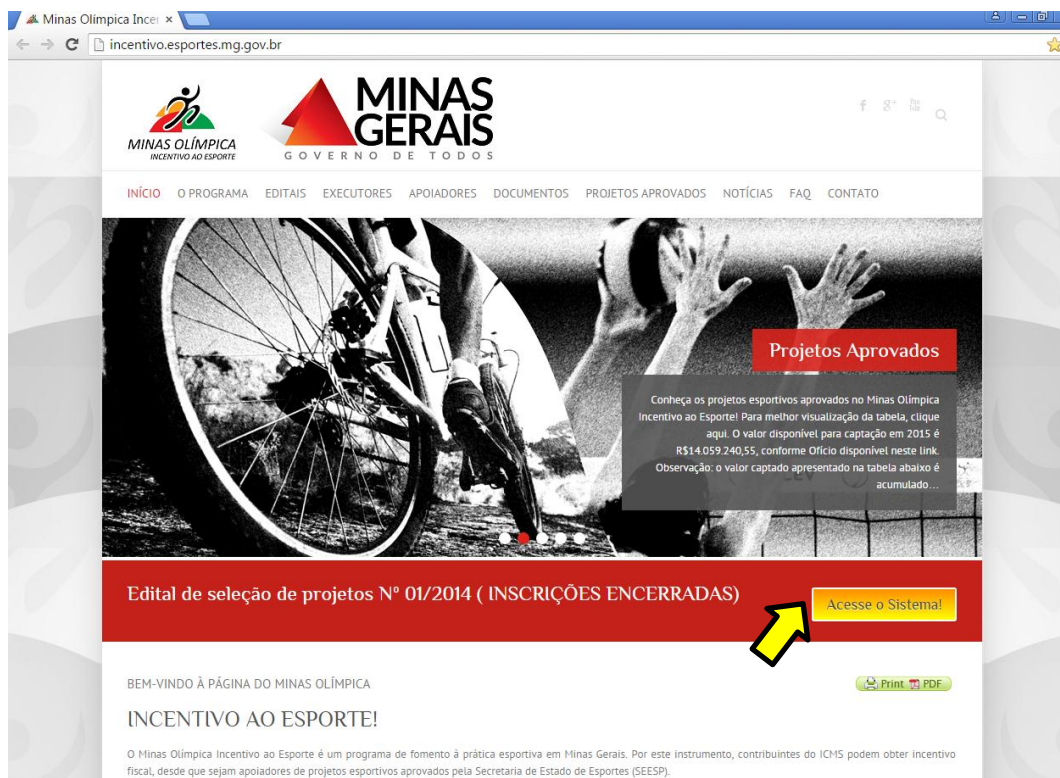 Minas Olímpica Incen
incentivo.esportes.mg.gov.br
MINAS OLÍMPICA
INCENTIVO AO ESPORTE
MINAS
GERAIS
GOVERNO DE TODOS
INÍCIO O PROGRAMA EDITAIS EXECUTORES APOIADORES DOCUMENTOS PROJETOS APROVADOS NOTÍCIAS FAQ CONTATO
Projetos Aprovados
Conheça os projetos esportivos aprovados no Minas Olímpica
Incentivo ao Esporte! Para melhor visualização da tabela, clique
aqui. O valor disponível para captação em 2015 é
R$14.059.240,55, conforme Ofício disponível neste link.
Observação: o valor captado apresentado na tabela abaixo é
acumulado...
Edital de seleção de projetos Nº 01/2014 ( INSCRIÇÕES ENCERRADAS)
Acesse o Sistema!
BEM-VINDO À PÁGINA DO MINAS OLÍMPICA
Print PDF
INCENTIVO AO ESPORTE!
O Minas Olímpica Incentivo ao Esporte é um programa de fomento à prática esportiva em Minas Gerais. Por este instrumento, contribuintes do ICMS podem obter incentivo
fiscal, desde que sejam apoiadores de projetos esportivos aprovados pela Secretaria de Estado de Esportes (SEESP).